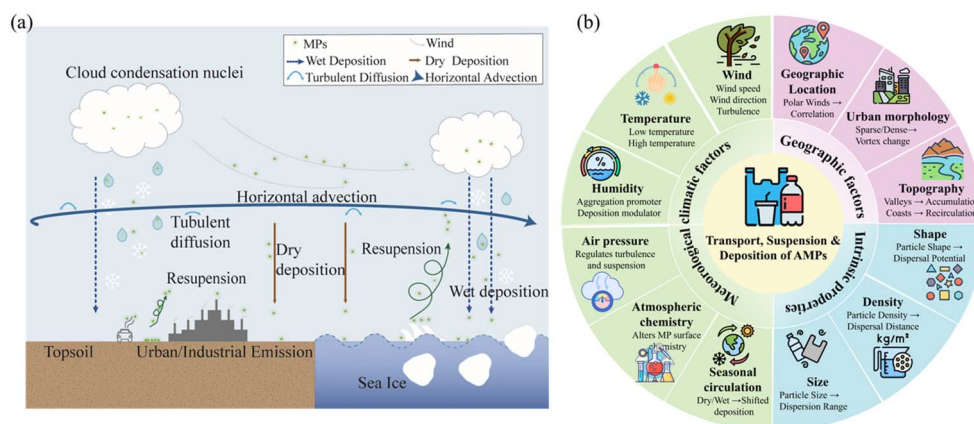 (a)
MPs
Wind
Wet Deposition
Dry Deposition
Turbulent Diffusion
Horizontal Advection
Cloud condensation nuclei
Horizontal advection
Tubulent
diffusion
Resupension
Dry
deposition
Resupension
Wet deposition
Topsoil
Urban/Industrial Emission
Sea Ice
(b)
Wind
Wind speed
Wind direction
Turbulence
Geographic
Location
Polar Winds →
Correlation
Urban morphology
Sparse/Dense→
Vortex change
Topography
Valleys → Accumulation
Coasts → Recirculation
Shape
Particle Shape →
Dispersal Potential
Density
Particle Density →
Dispersal Distance
kg/m³
Size
Particle Size →
Dispersion Range
Seasonal
circulation
Dry/Wet →Shifted
deposition
Atmospheric
chemistry
Alters MP surface
chemistry
Air pressure
Regulates turbulence
and suspension
Humidity
Aggregation promoter
Deposition modulator
Temperature
Low temperature
High temperature
Meteorological climatic factors
Geographic factors
Intrinsic properties
Transport, Suspension &
Deposition of AMPs